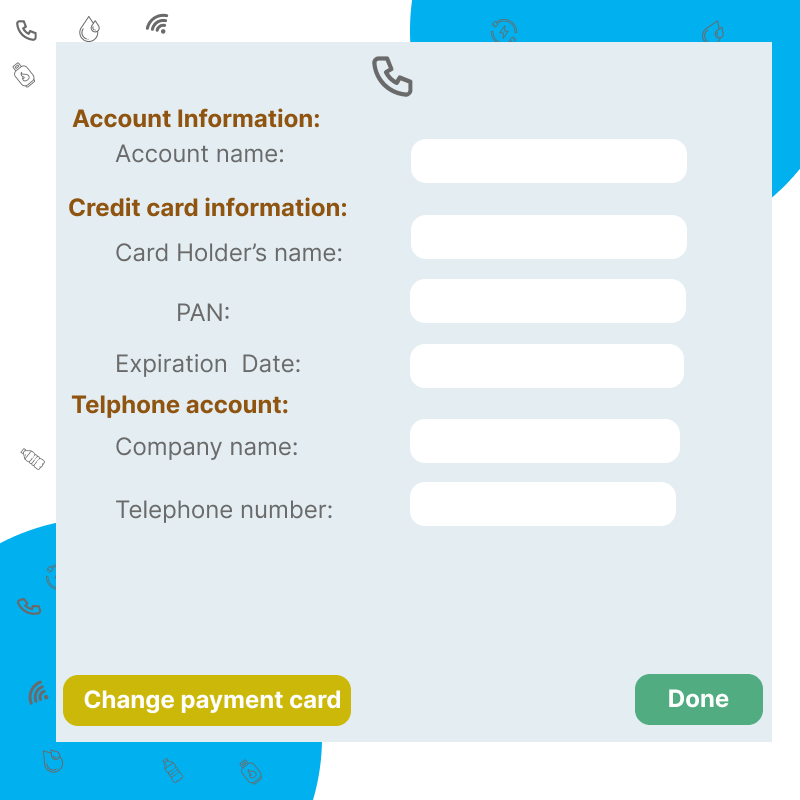 Account Information:
Account name:
Credit card information:
Card Holder’s name:
PAN:
Expiration  Date:
Telphone account:
Company name:
Telephone number:
Change payment card
Done